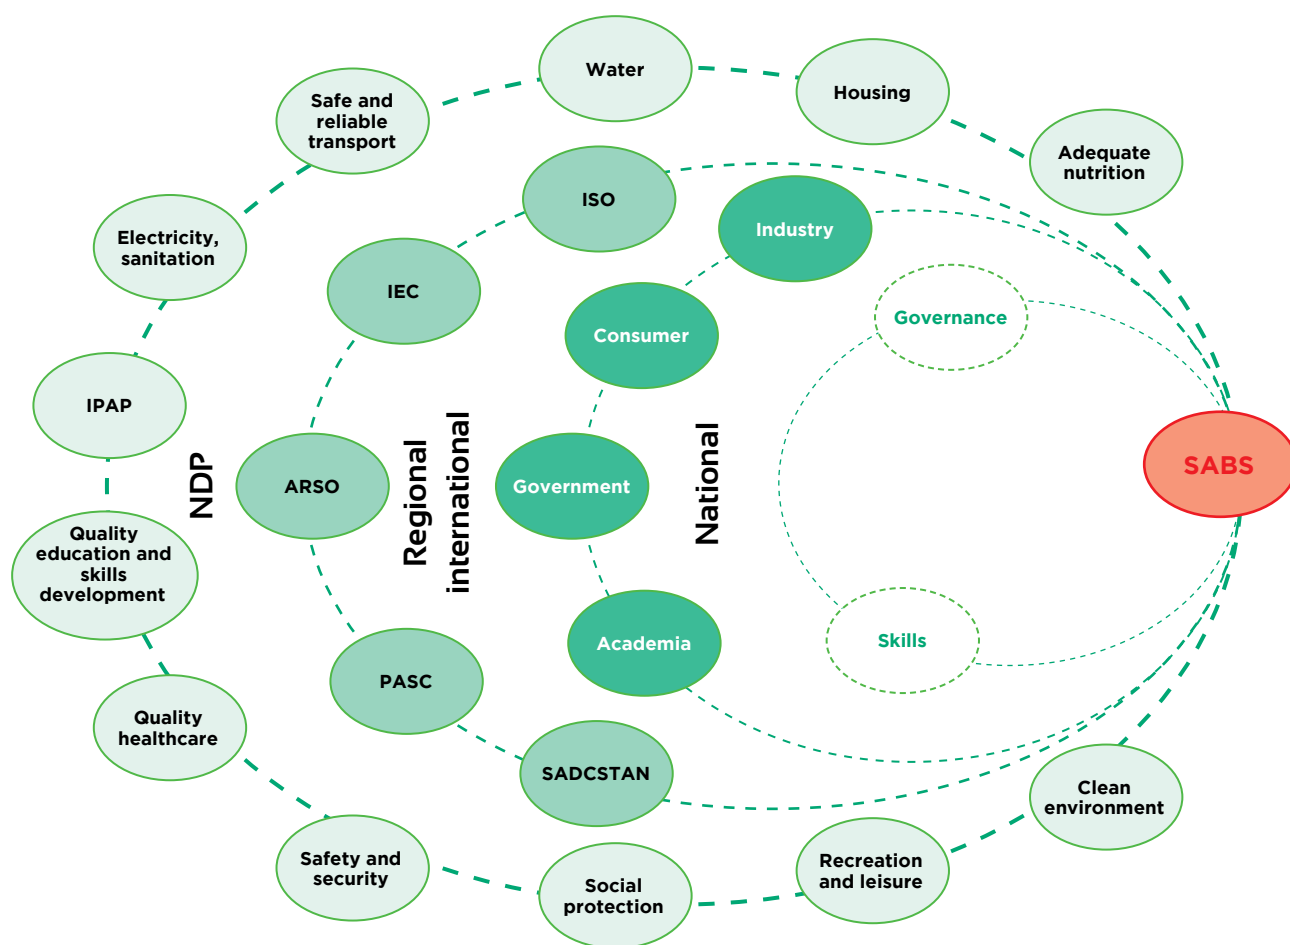 Water
Housing
Safe and
reliable
transport
Adequate
nutrition
ISO
Industry
Electricity,
sanitation
IEC
Governance
Consumer
IPAP
NDP
ARSO
Regional
international
Government
National
SABS
Quality
education and
skills
development
Academia
Skills
PASC
Quality
healthcare
SADCSTAN
Clean
environment
Safety and
security
Recreation
and leisure
Social
protection